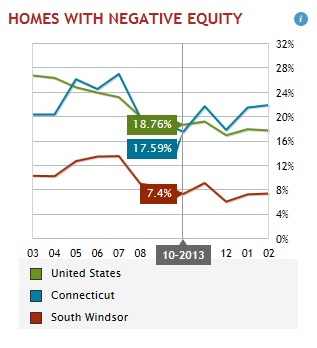 HOMES WITH NEGATIVE EQUITY
i
32%
28%
24%
20%
16%
12%
8%
4%
0%
18.76%
17.59%
7.4%
03 04 05 06 07 08 10-2013 12 01 02
United States
Connecticut
South Windsor